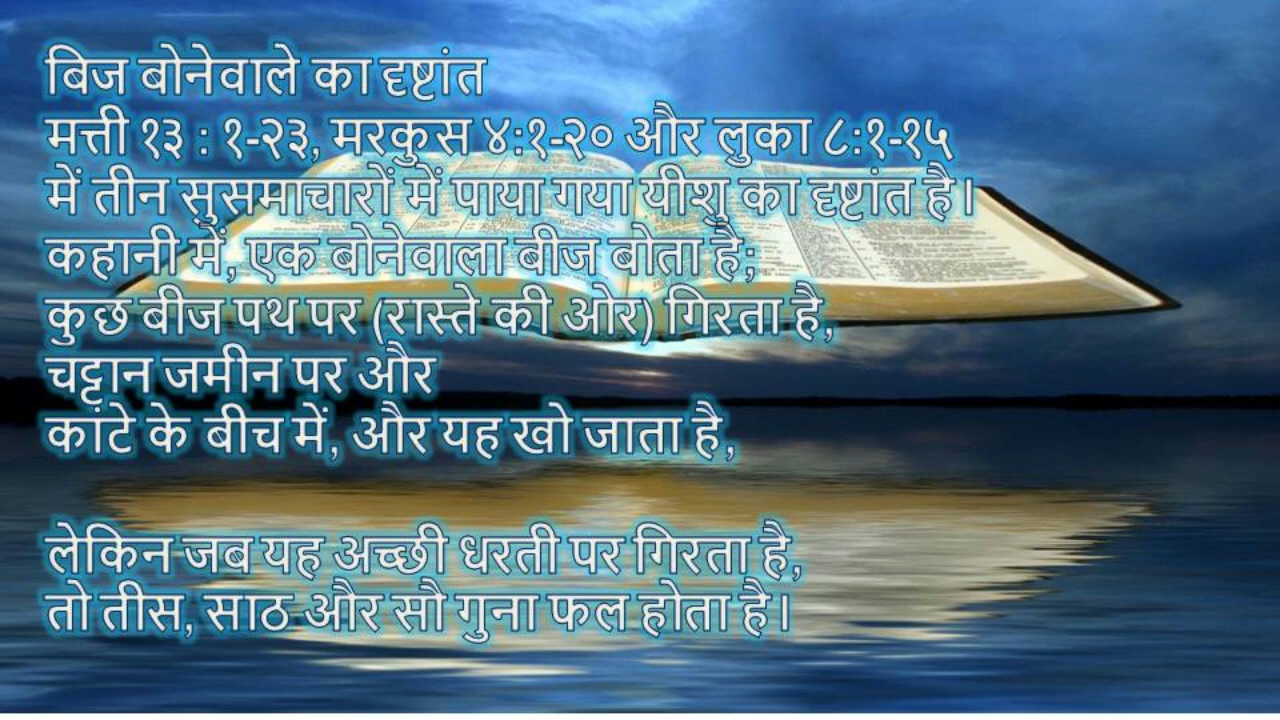 बिज बोनेवाले का दृष्टांत
मत्ती १३ : १-२३, मरकुस ४:१-२० और लुका ८:१-१५
में तीन सुसमाचारों में पाया गया यीशु का दृष्टांत है।
कहानी में, एक बोनेवाला बीज बोता है;
कुछ बीज पथ पर (रास्ते की ओर) गिरता है,
चट्टान जमीन पर और
कांटे के बीच में, और यह खो जाता है,
लेकिन जब यह अच्छी धरती पर गिरता है,
तो तीस, साठ और सौ गुना फल होता है।